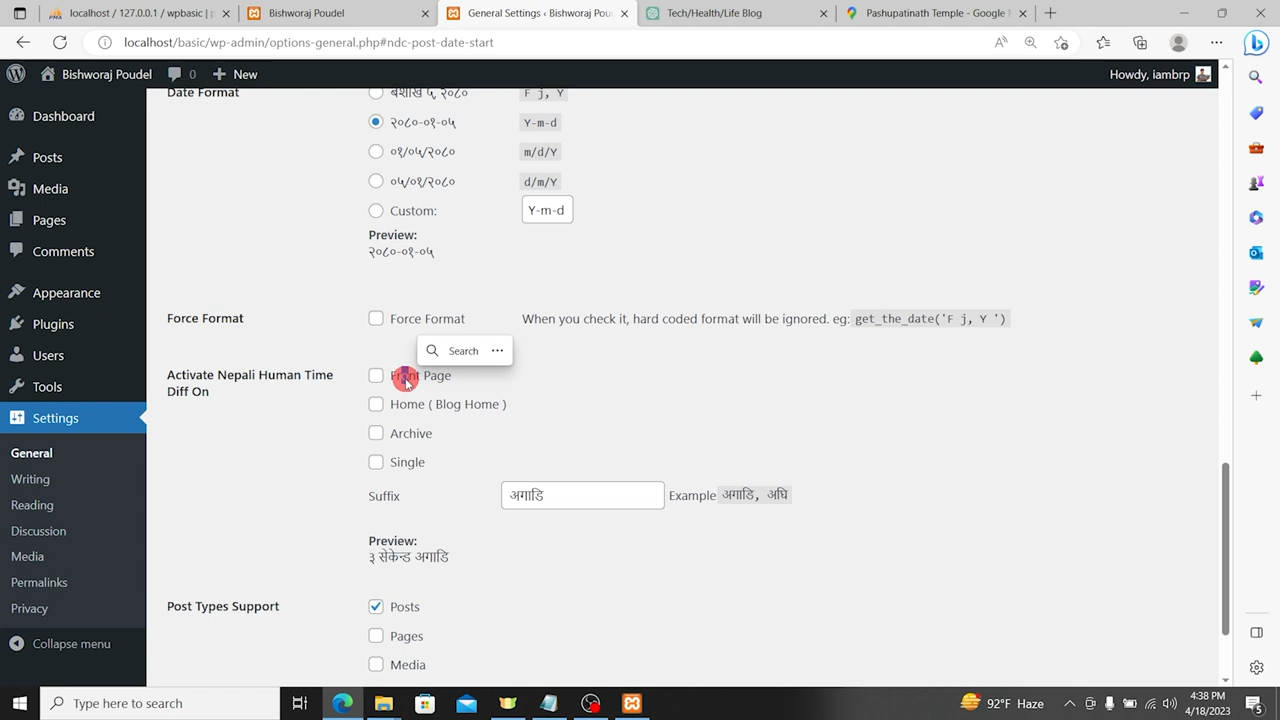 localhost / 127.0.0.1 / wpbasic | p
Bishworaj Poudel
General Settings ‹ Bishworaj Pou
Tech/Health/Life Blog
Pashupatinath Temple - Google M
localhost/basic/wp-admin/options-general.php#ndc-post-date-start
Bishworaj Poudel
0
New
Howdy, iambrp
Dashboard
Posts
Media
Pages
Comments
Appearance
Plugins
Users
Tools
Settings
General
Writing
Reading
Discussion
Media
Permalinks
Privacy
Collapse menu
Date Format
बैशाख ५, २०८० F j, Y
२०८०-०१-०५ Y-m-d
०१/०५/२०८० m/d/Y
०५/०१/२०८० d/m/Y
Custom: Y-m-d
Preview:
२०८०-०१-०५
Force Format
Force Format When you check it, hard coded format will be ignored. eg: get_the_date('F j, Y ')
Search
Activate Nepali Human Time
Diff On
Front Page
Home ( Blog Home )
Archive
Single
Suffix अगाडि Example अगाडि, अघि
Preview:
३ सेकेन्ड अगाडि
Post Types Support
Posts
Pages
Media
Type here to search
92°F Haze
4:38 PM
4/18/2023
5